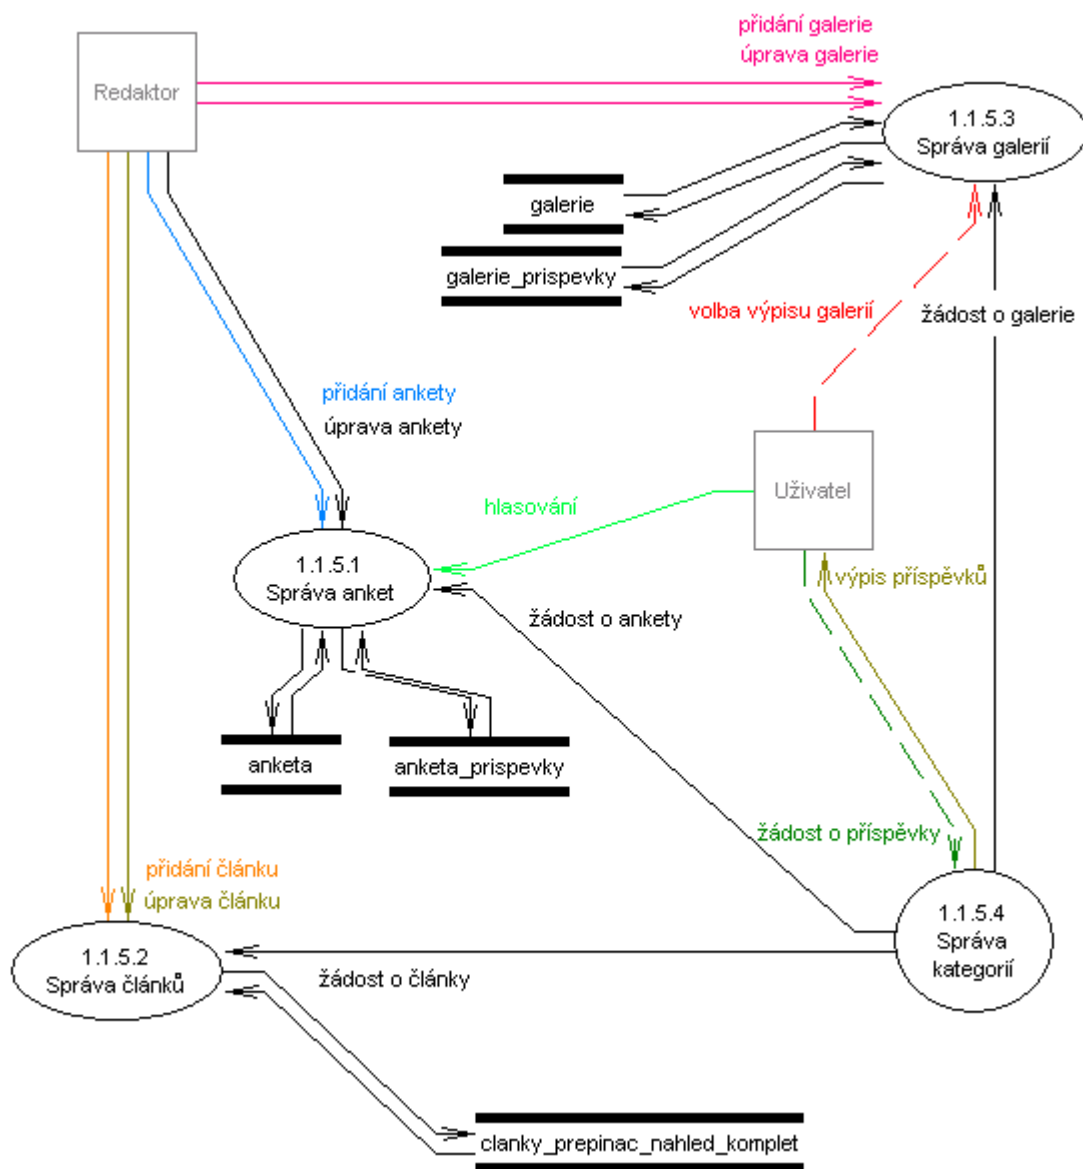 přidání galerie
úprava galerie
Redaktor
1.1.5.3
Správa galerií
galerie
galerie_prispevky
volba výpisu galerií
žádost o galerie
přidání ankety
úprava ankety
Uživatel
hlasování
1.1.5.1
Správa anket
výpis příspěvků
žádost o ankety
anketa
anketa_prispevky
žádost o příspěvky
přidání článku
úprava článku
1.1.5.4
Správa
kategorií
1.1.5.2
Správa článků
žádost o články
clanky_prepinac_nahled_komplet